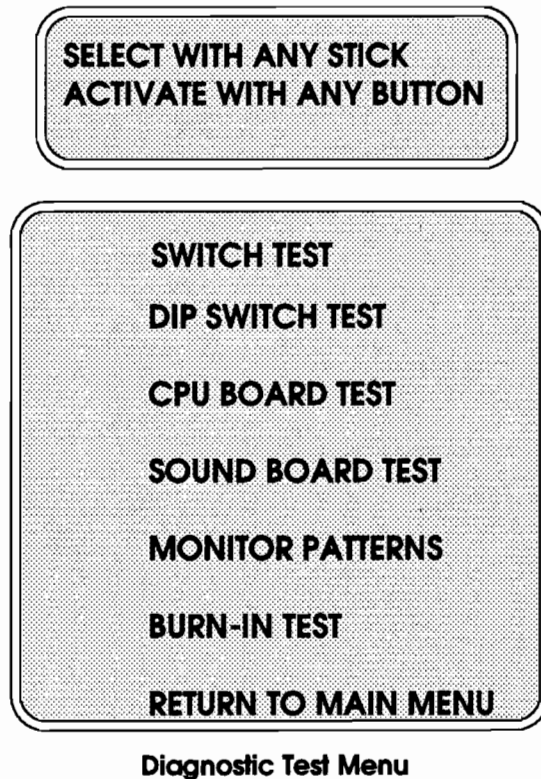 SELECT WITH ANY STICK
ACTIVATE WITH ANY BUTTON
SWITCH TEST
DIP SWITCH TEST
CPU BOARD TEST
SOUND BOARD TEST
MONITOR PATTERNS
BURN-IN TEST
RETURN TO MAIN MENU
Diagnostic Test Menu